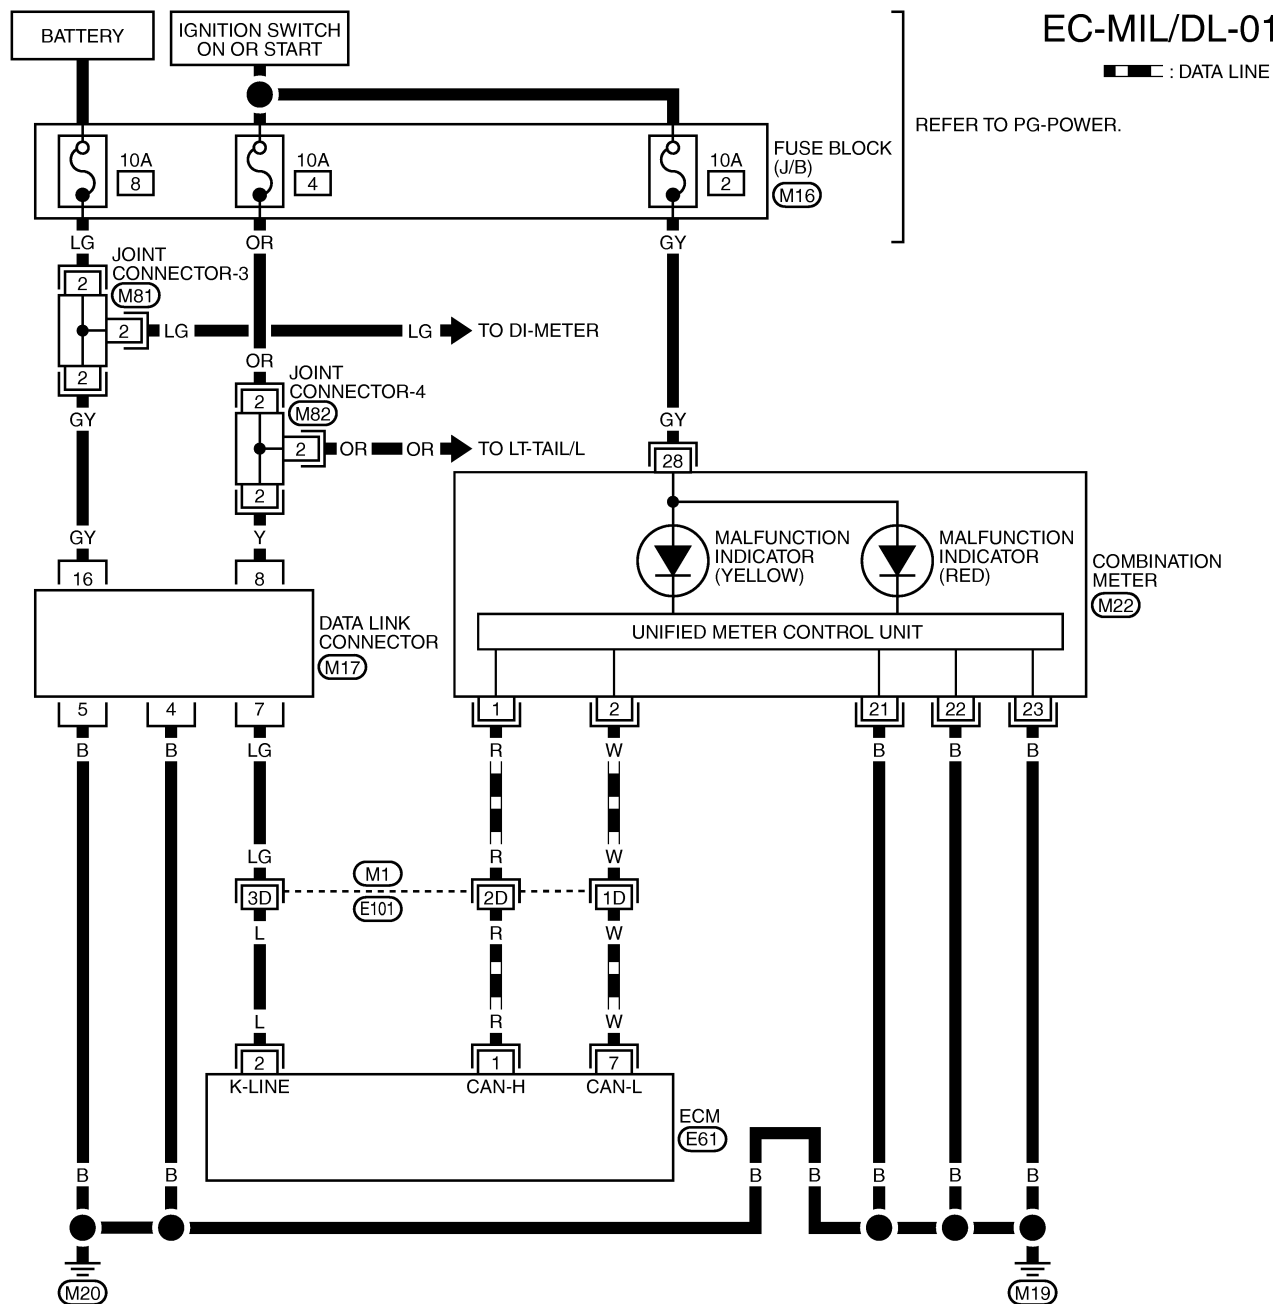 EC-MIL/DL-01
: DATA LINE
BATTERY
IGNITION SWITCH
ON OR START
REFER TO PG-POWER.
10A
8
10A
4
10A
2
FUSE BLOCK
(J/B)
M16
LG
OR
GY
JOINT
CONNECTOR-3
M81
2
2
LG
LG
TO DI-METER
2
OR
JOINT
CONNECTOR-4
M82
2
GY
GY
2
OR
OR
TO LT-TAIL/L
28
2
GY
Y
MALFUNCTION
INDICATOR
(YELLOW)
MALFUNCTION
INDICATOR
(RED)
COMBINATION
METER
M22
16
8
DATA LINK
CONNECTOR
M17
UNIFIED METER CONTROL UNIT
5
4
7
1
2
21
22
23
B
B
LG
R
W
B
B
B
LG
R
W
M1
3D
2D
1D
E101
L
R
W
L
R
W
2
1
7
K-LINE
CAN-H
CAN-L
ECM
E61
B
B
B
B
B
B
B
M20
M19